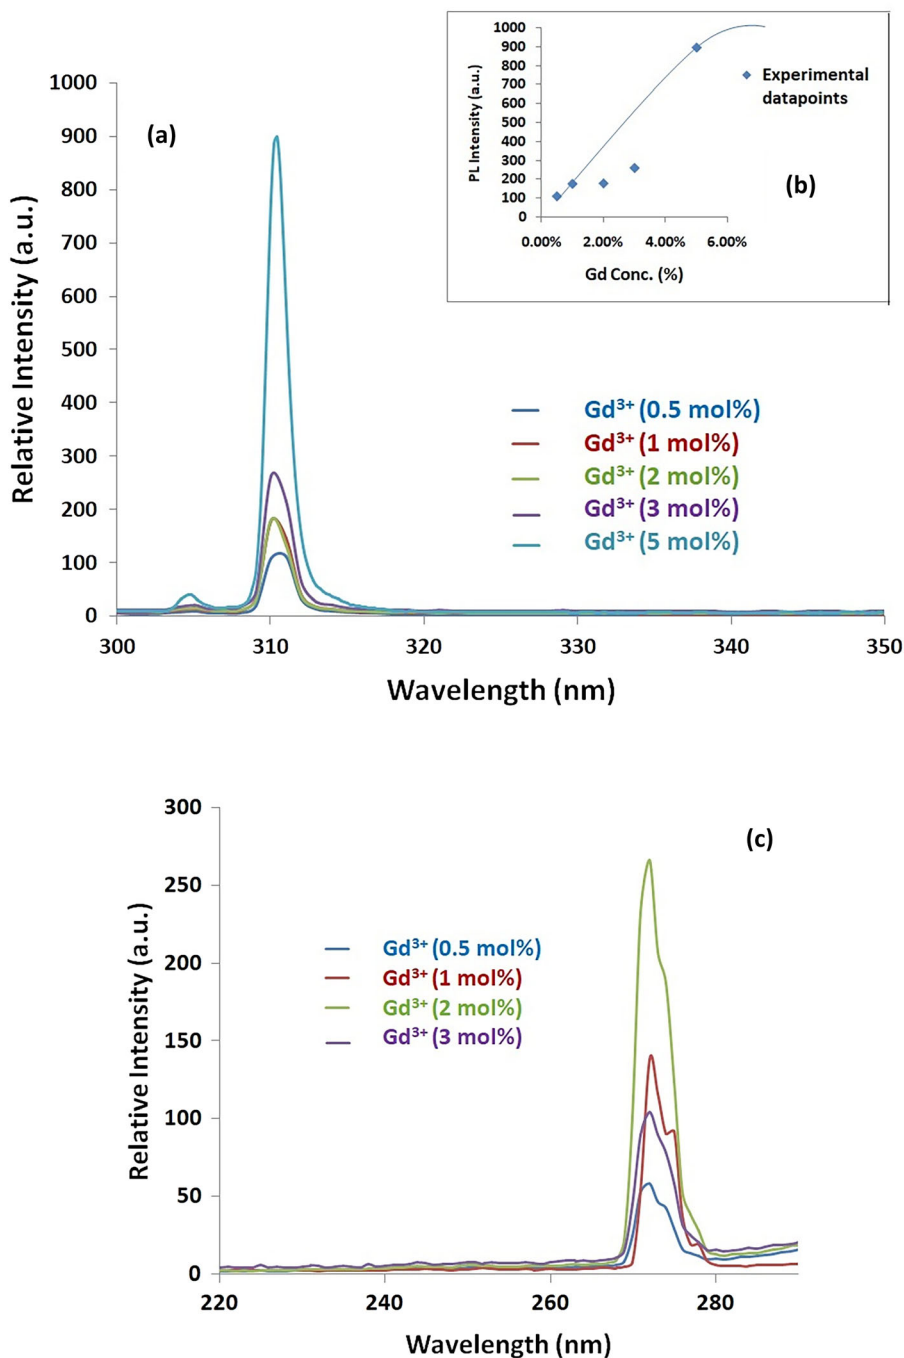 (a)
1000
900
800
700
600
500
400
300
200
100
0
Relative Intensity (a.u.)
300
310
320
330
340
350
Wavelength (nm)
1000
900
800
700
600
500
400
300
200
100
0
PL Intensity (a.u.)
0.00%
2.00%
4.00%
6.00%
Gd Conc. (%)
Experimental
datapoints
(b)
Gd³⁺ (0.5 mol%)
Gd³⁺ (1 mol%)
Gd³⁺ (2 mol%)
Gd³⁺ (3 mol%)
Gd³⁺ (5 mol%)
(c)
300
250
200
150
100
50
0
Relative Intensity (a.u.)
Gd³⁺ (0.5 mol%)
Gd³⁺ (1 mol%)
Gd³⁺ (2 mol%)
Gd³⁺ (3 mol%)
220
240
260
280
Wavelength (nm)